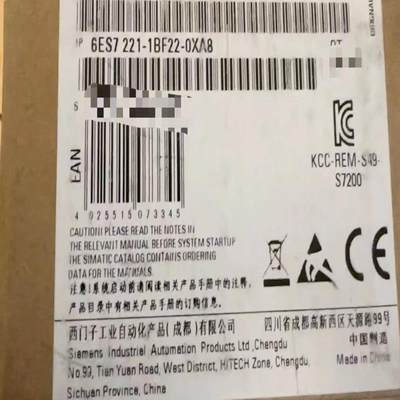 1P 6ES7 221-1BF22-0XA8
S
EAN
4 025515 073345
KCC-REM-S49-
S7200
CAUTION! PLEASE READ THE NOTES IN
THE RELEVANT MANUAL BEFORE SYSTEM STARTUP
THE SIMATIC CATALOG CONTAINS ORDERING
DATA FOR THE MANUALS.
注意!系统启动前请阅读相关产品手册中的注释。
产品目录中有相关产品手册的订购信息。
CE
西门子工业自动化产品(成都)有限公司
四川省成都高新西区天源路99号
Siemens Industrial Automation Products Ltd.,Chengdu
中国制造
No.99, Tian Yuan Road, West District, HITECH Zone, Chengdu,
Made in China
Sichuan Province, China